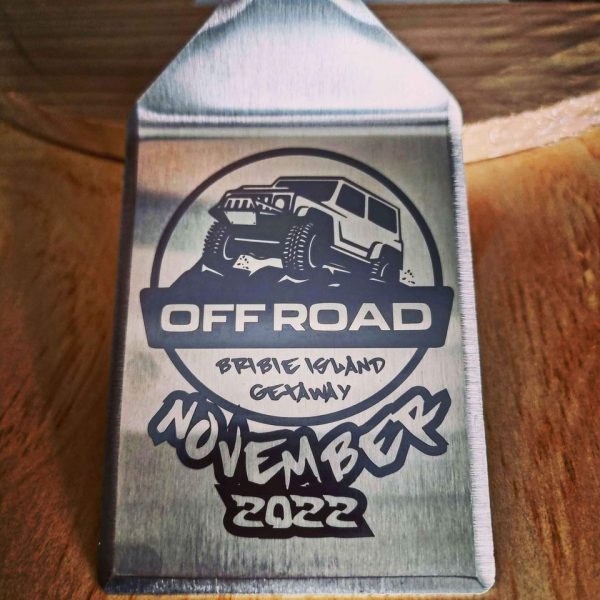 OFF ROAD
BRIBIE ISLAND
GETAWAY
NOVEMBER
2022